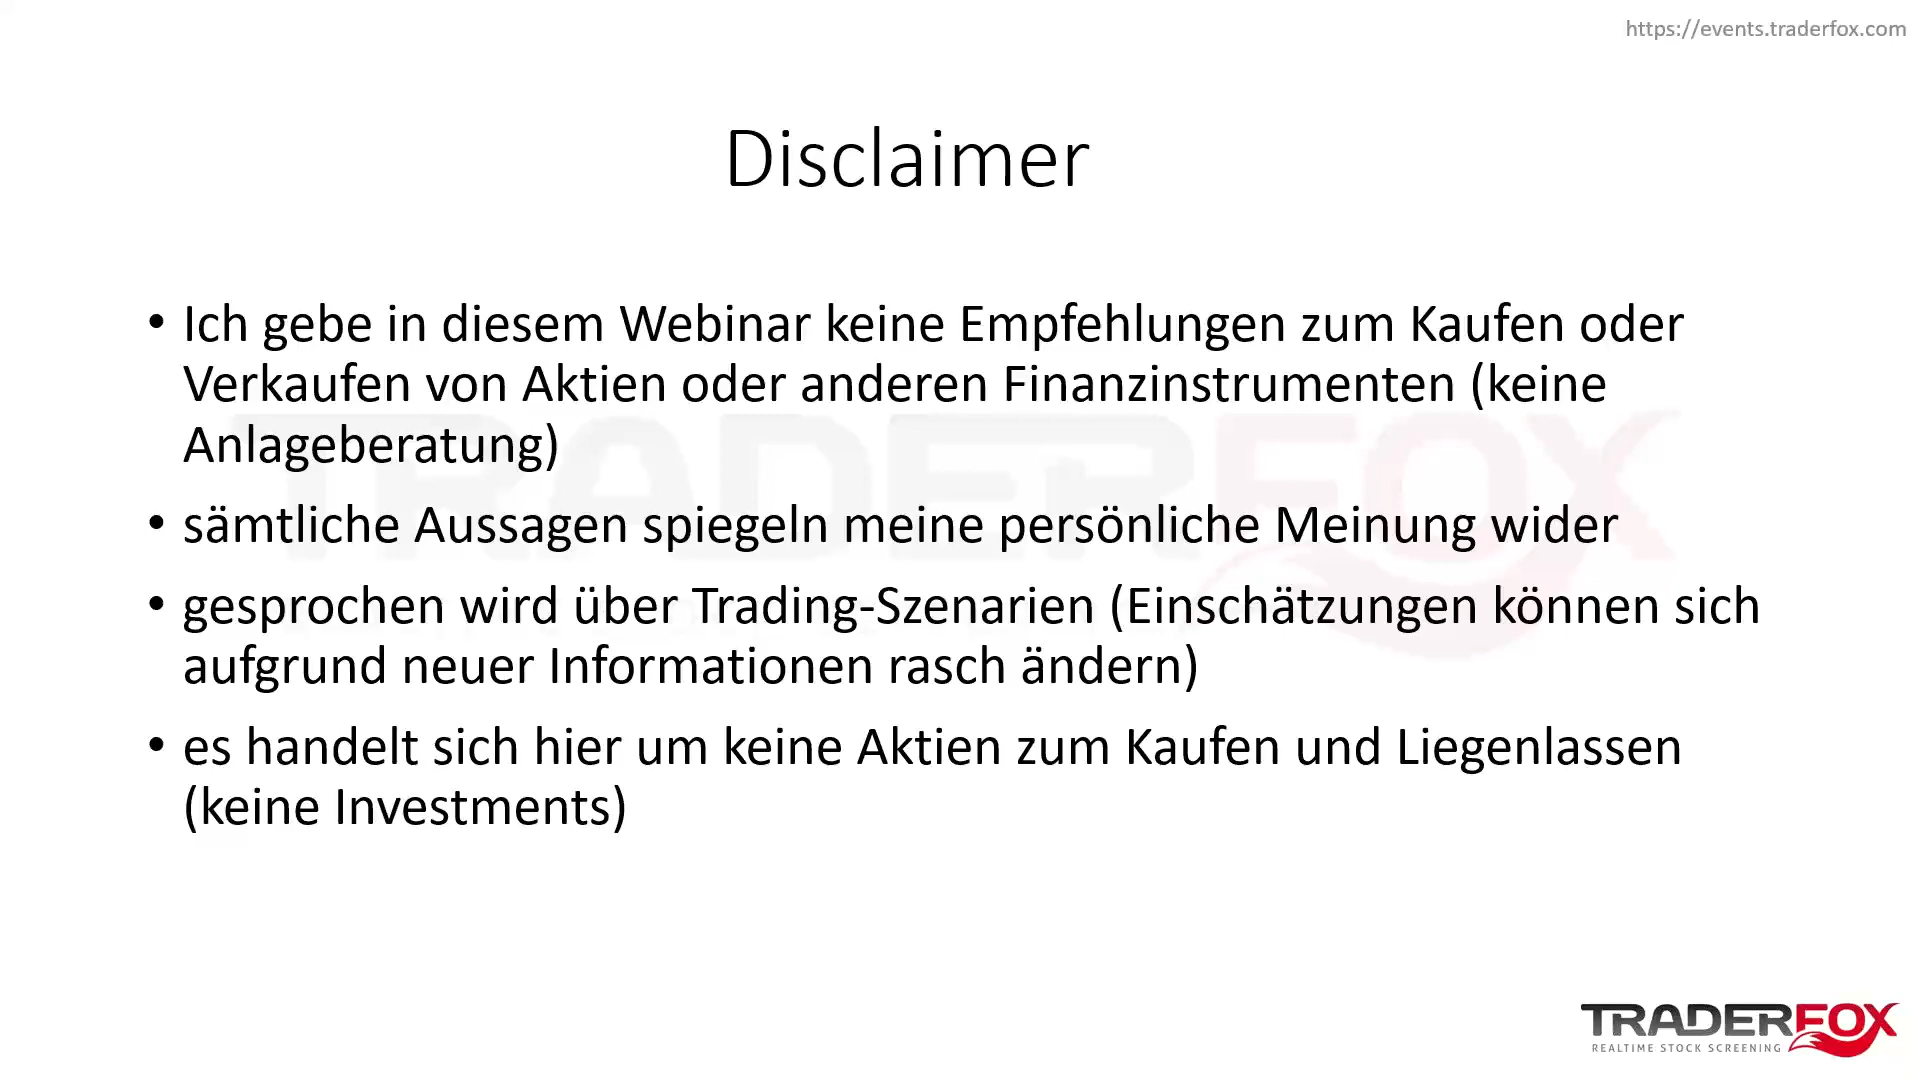 https://events.traderfox.com
Disclaimer
• Ich gebe in diesem Webinar keine Empfehlungen zum Kaufen oder
Verkaufen von Aktien oder anderen Finanzinstrumenten (keine
Anlageberatung)
• sämtliche Aussagen spiegeln meine persönliche Meinung wider
• gesprochen wird über Trading-Szenarien (Einschätzungen können sich
aufgrund neuer Informationen rasch ändern)
• es handelt sich hier um keine Aktien zum Kaufen und Liegenlassen
(keine Investments)
TRADERFOX
TRADERFOX
REALTIME STOCK SCREENING